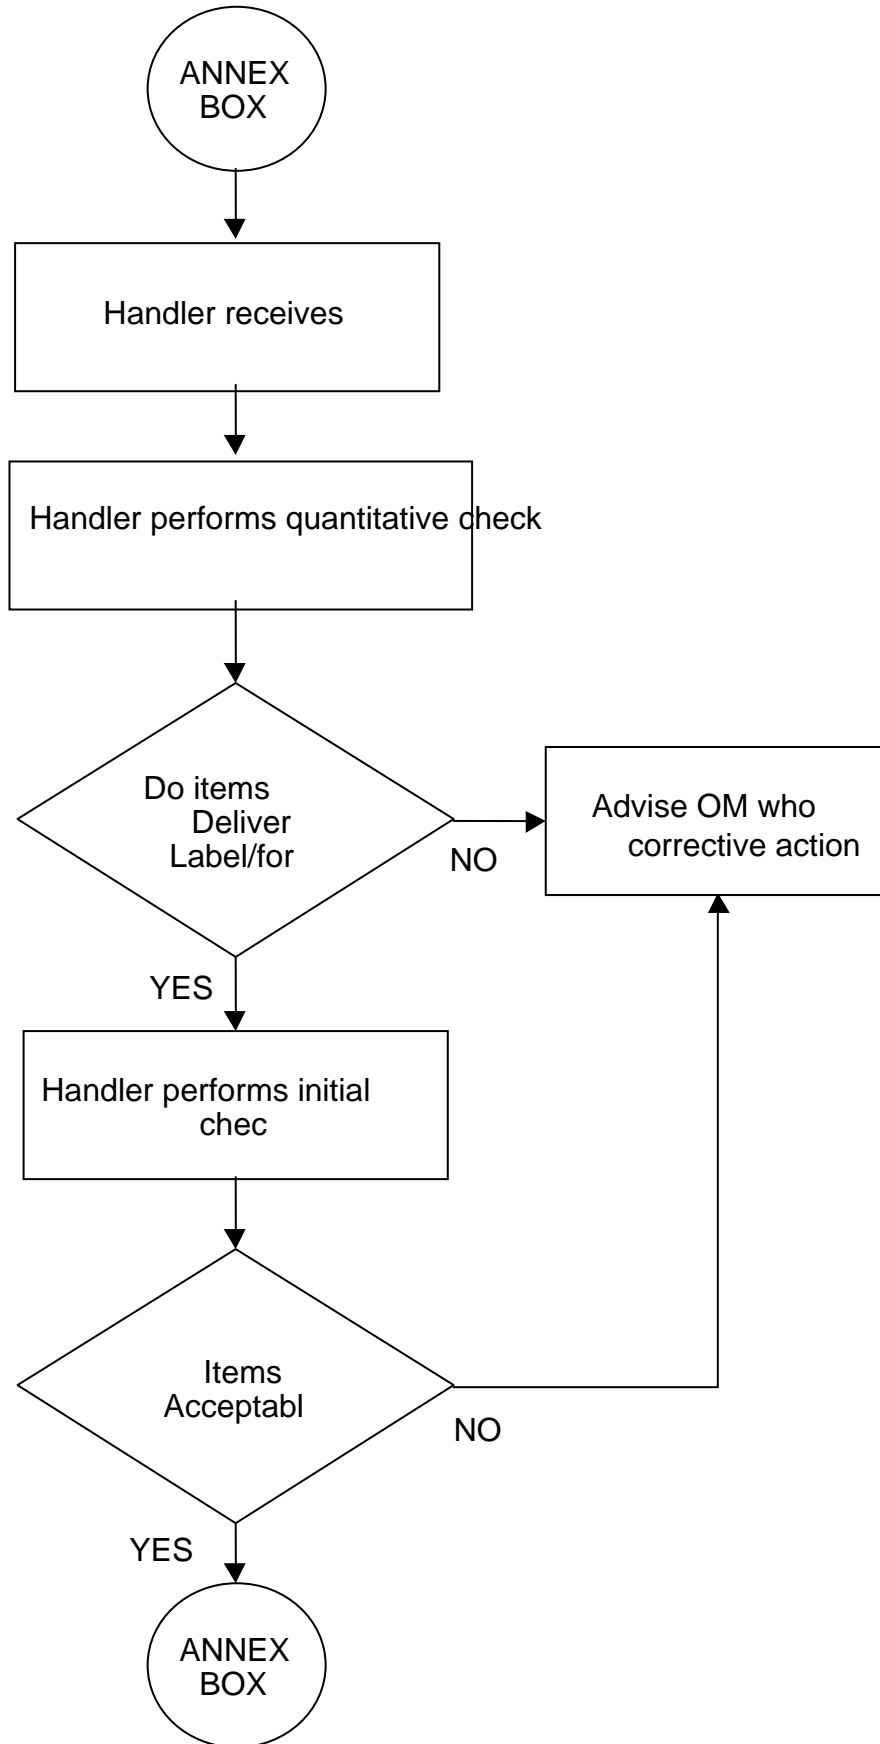 ANNEX
BOX
Handler receives
Handler performs quantitative check
Do items
Deliver
Label/for
NO
Advise OM who
corrective action
YES
Handler performs initial
chec
Items
Acceptabl
NO
YES
ANNEX
BOX